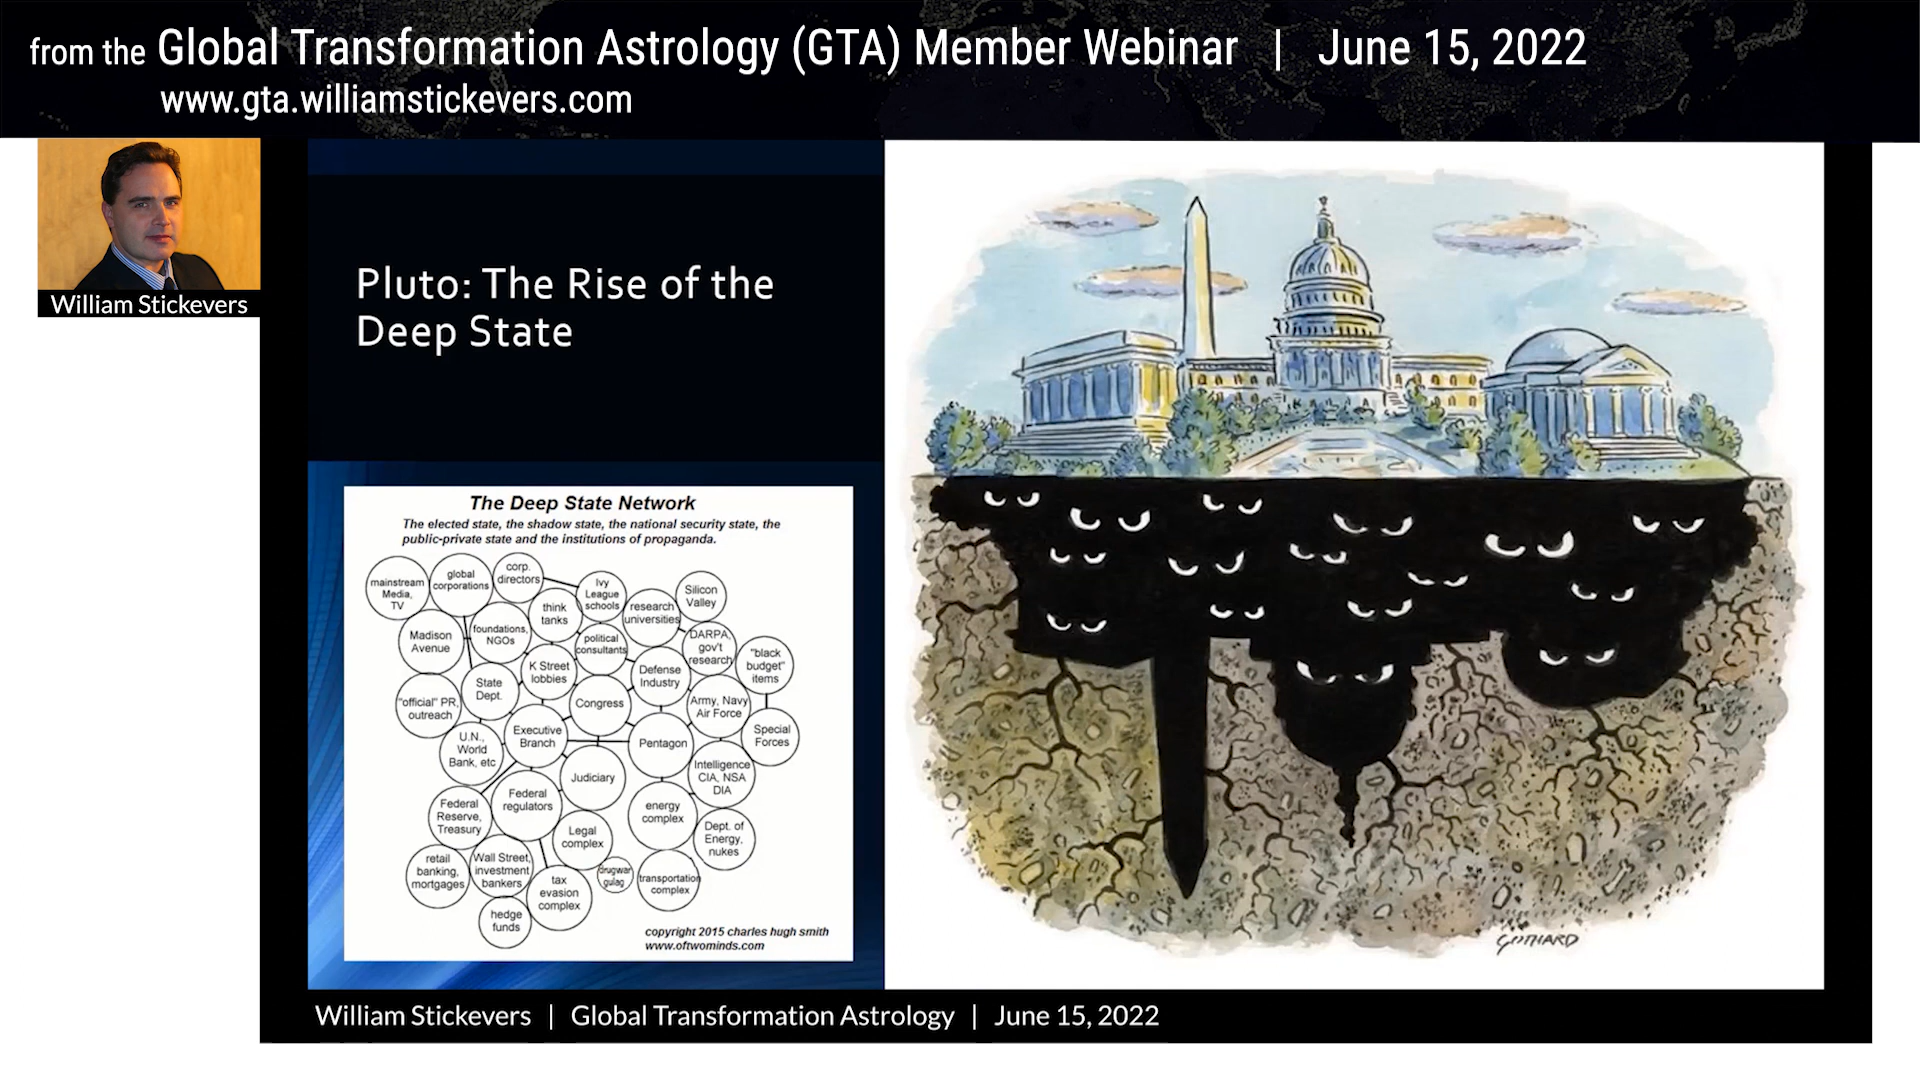 from the Global Transformation Astrology (GTA) Member Webinar | June 15, 2022
www.gta.williamstickevers.com
William Stickevers
Pluto: The Rise of the
Deep State
The Deep State Network
The elected state, the shadow state, the national security state, the
public-private state and the institutions of propaganda.
mainstream
Media,
TV
global
corporations
corp.
directors
Ivy
League
schools
think
tanks
research
universities
Silicon
Valley
Madison
Avenue
foundations,
NGOs
political
consultants
DARPA,
gov't
research
"black
budget"
items
K Street
lobbies
Defense
Industry
State
Dept.
"official" PR,
outreach
Congress
Army, Navy
Air Force
Special
Forces
U.N.,
World
Bank, etc
Executive
Branch
Pentagon
Intelligence
CIA, NSA
DIA
Judiciary
Federal
regulators
Federal
Reserve,
Treasury
energy
complex
Legal
complex
Dept. of
Energy,
nukes
retail
banking,
mortgages
Wall Street,
investment
bankers
tax
evasion
complex
drugwar
gulag
transportation
complex
hedge
funds
copyright 2015 charles hugh smith
www.oftwominds.com
GOTHARD
William Stickevers | Global Transformation Astrology | June 15, 2022